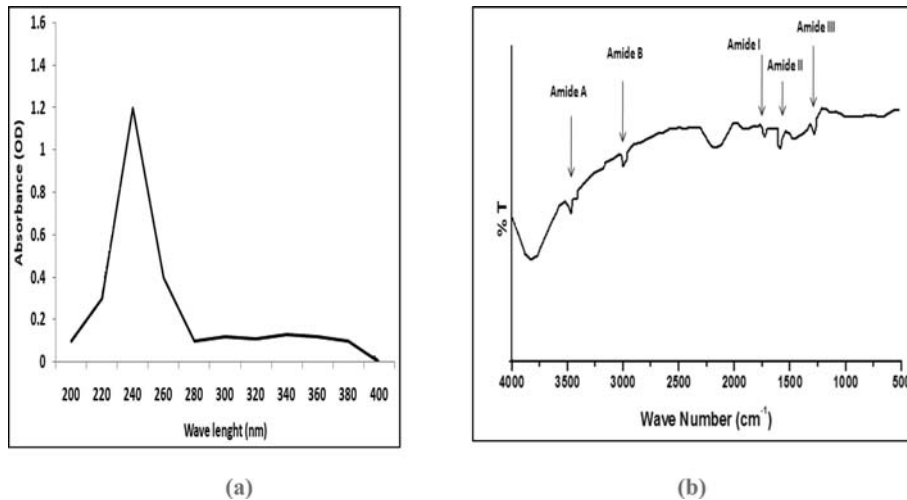 1.6
1.4
1.2
1
0.8
0.6
0.4
0.2
0
Absorbance (OD)
200 220 240 260 280 300 320 340 360 380 400
Wave lenght (nm)
(a)
Amide A
Amide B
Amide I
Amide II
Amide III
% T
4000 3500 3000 2500 2000 1500 1000 500
Wave Number (cm⁻¹)
(b)